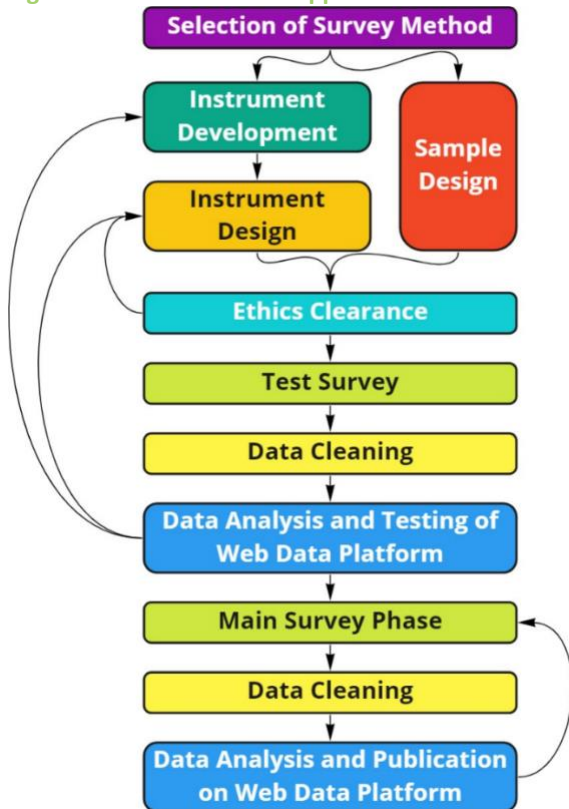 Selection of Survey Method
Instrument
Development
Sample
Design
Instrument
Design
Ethics Clearance
Test Survey
Data Cleaning
Data Analysis and Testing of
Web Data Platform
Main Survey Phase
Data Cleaning
Data Analysis and Publication
on Web Data Platform